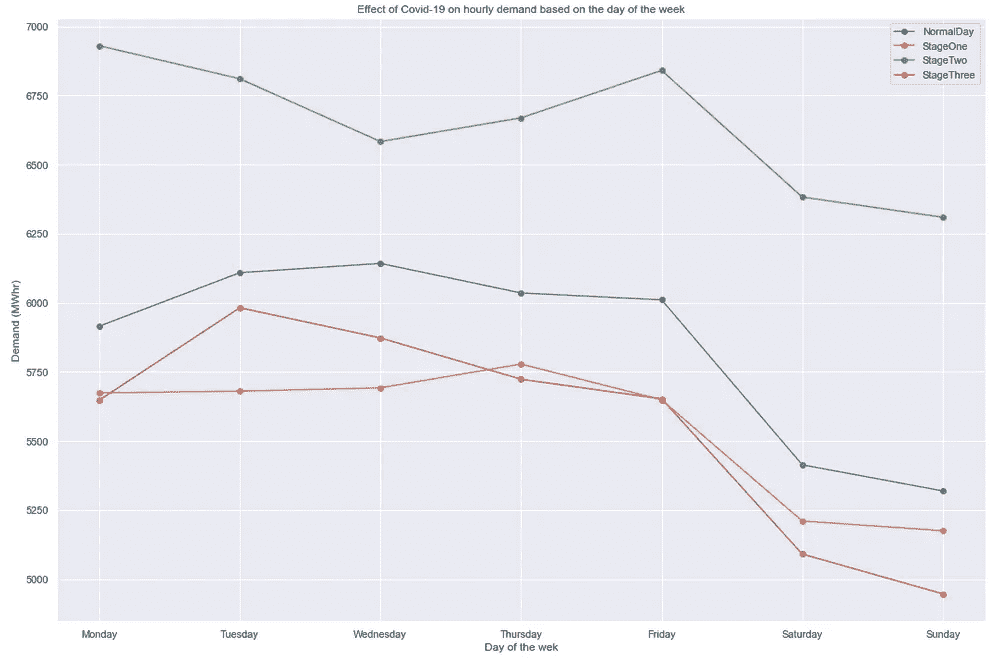 Effect of Covid-19 on hourly demand based on the day of the week
NormalDay
StageOne
StageTwo
StageThree
7000
6750
6500
6250
6000
5750
5500
5250
5000
Demand (MWhr)
Monday Tuesday Wednesday Thursday Friday Saturday Sunday
Day of the wek